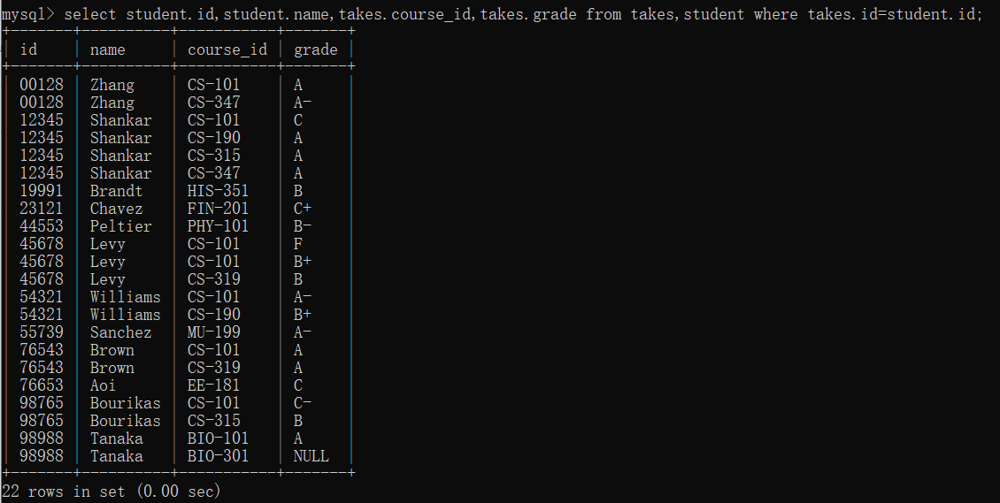 mysql> select student.id,student.name,takes.course_id,takes.grade from takes,student where takes.id=student.id;
+-------+----------+-----------+-------+
| id    | name     | course_id | grade |
+-------+----------+-----------+-------+
| 00128 | Zhang    | CS-101    | A     |
| 00128 | Zhang    | CS-347    | A-    |
| 12345 | Shankar  | CS-101    | C     |
| 12345 | Shankar  | CS-190    | A     |
| 12345 | Shankar  | CS-315    | A     |
| 12345 | Shankar  | CS-347    | A     |
| 19991 | Brandt   | HIS-351   | B     |
| 23121 | Chavez   | FIN-201   | C+    |
| 44553 | Peltier  | PHY-101   | B-    |
| 45678 | Levy     | CS-101    | F     |
| 45678 | Levy     | CS-101    | B+    |
| 45678 | Levy     | CS-319    | B     |
| 54321 | Williams | CS-101    | A-    |
| 54321 | Williams | CS-190    | B+    |
| 55739 | Sanchez  | MU-199    | A-    |
| 76543 | Brown    | CS-101    | A     |
| 76543 | Brown    | CS-319    | A     |
| 76653 | Aoi      | EE-181    | C     |
| 98765 | Bourikas | CS-101    | C-    |
| 98765 | Bourikas | CS-315    | B     |
| 98988 | Tanaka   | BIO-101   | A     |
| 98988 | Tanaka   | BIO-301   | NULL  |
+-------+----------+-----------+-------+
22 rows in set (0.00 sec)